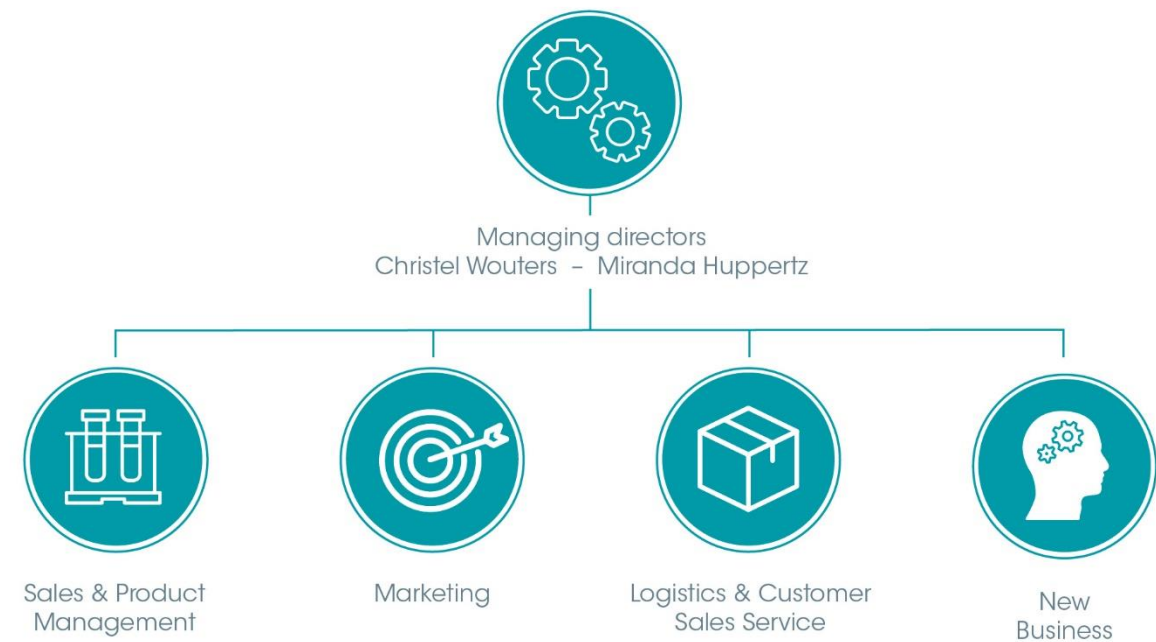 Managing directors
Christel Wouters – Miranda Huppertz
Sales & Product
Management
Marketing
Logistics & Customer
Sales Service
New
Business